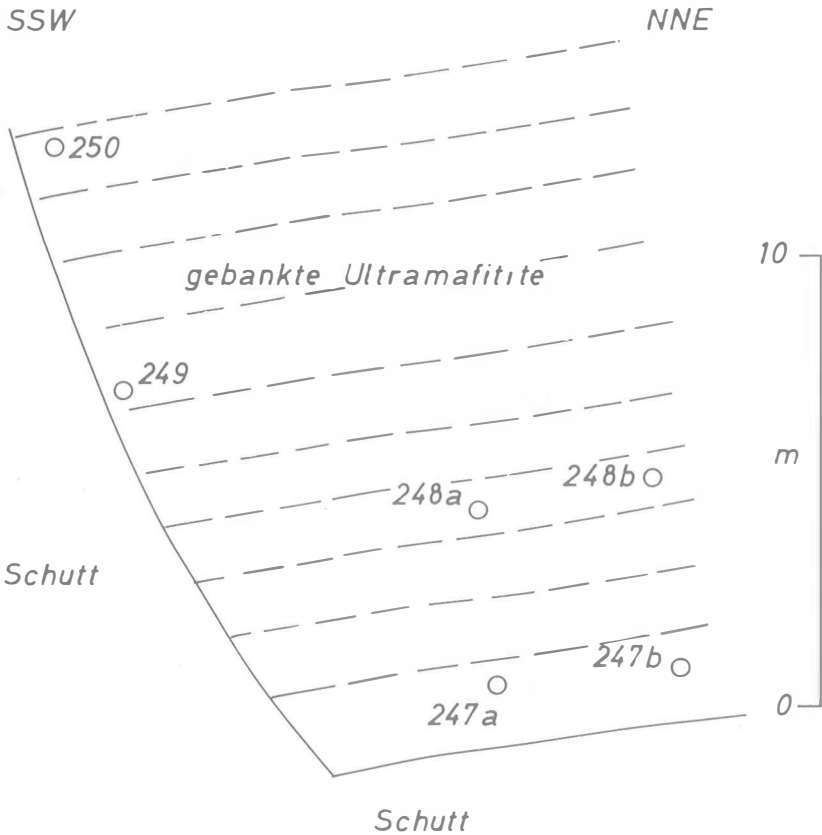 SSW
NNE
250
10
gebankte Ultramafitite
249
m
248a
248b
Schutt
247b
247a
0
Schutt